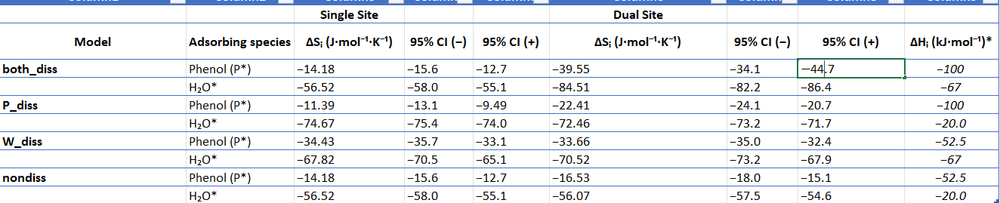 Single Site Dual Site
Model Adsorbing species ΔSᵢ (J·mol⁻¹·K⁻¹) 95% CI (−) 95% CI (+) ΔSᵢ (J·mol⁻¹·K⁻¹) 95% CI (−) 95% CI (+) ΔHᵢ (kJ·mol⁻¹)*
both_diss Phenol (P*) −14.18 −15.6 −12.7 −39.55 −34.1 −44.7 −100
H₂O* −56.52 −58.0 −55.1 −84.51 −82.2 −86.4 −67
P_diss Phenol (P*) −11.39 −13.1 −9.49 −22.41 −24.1 −20.7 −100
H₂O* −74.67 −75.4 −74.0 −72.46 −73.2 −71.7 −20.0
W_diss Phenol (P*) −34.43 −35.7 −33.1 −33.66 −35.0 −32.4 −52.5
H₂O* −67.82 −70.5 −65.1 −70.52 −73.2 −67.9 −67
nondiss Phenol (P*) −14.18 −15.6 −12.7 −16.53 −18.0 −15.1 −52.5
H₂O* −56.52 −58.0 −55.1 −56.07 −57.5 −54.6 −20.0